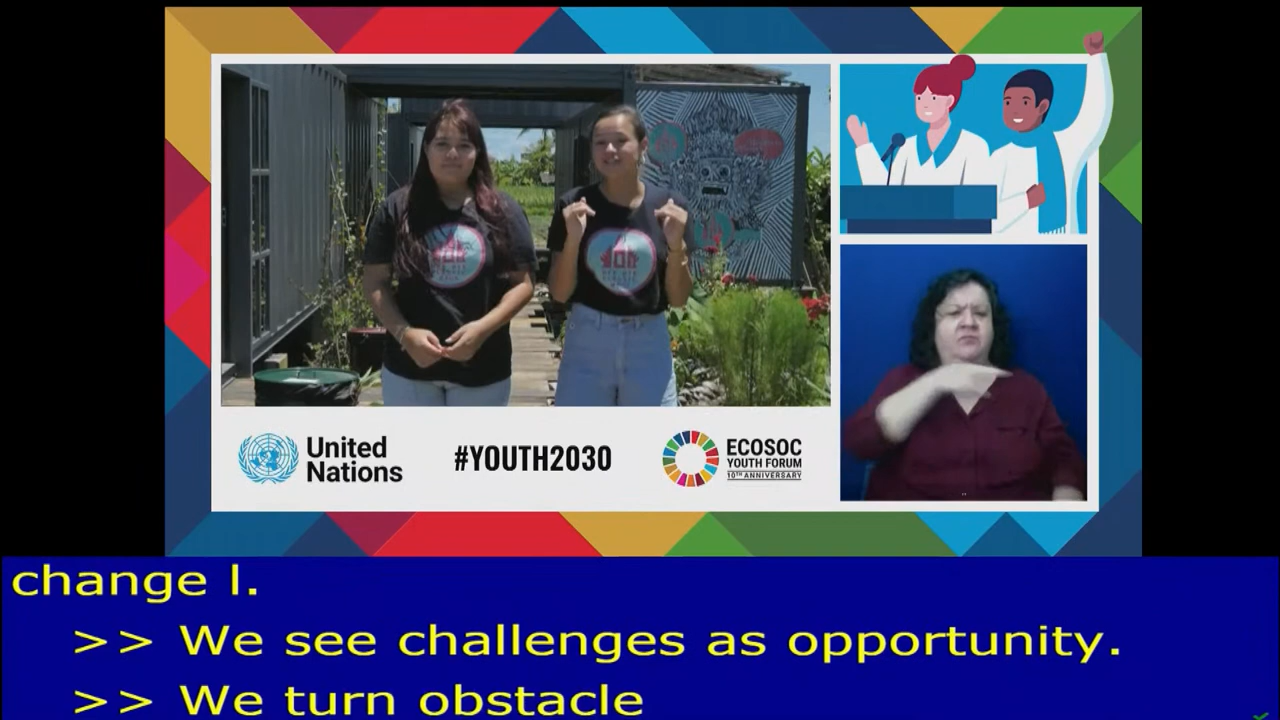 United
Nations
#YOUTH2030
ECOSOC
YOUTH FORUM
10TH ANNIVERSARY
change l.
>> We see challenges as opportunity.
>> We turn obstacle